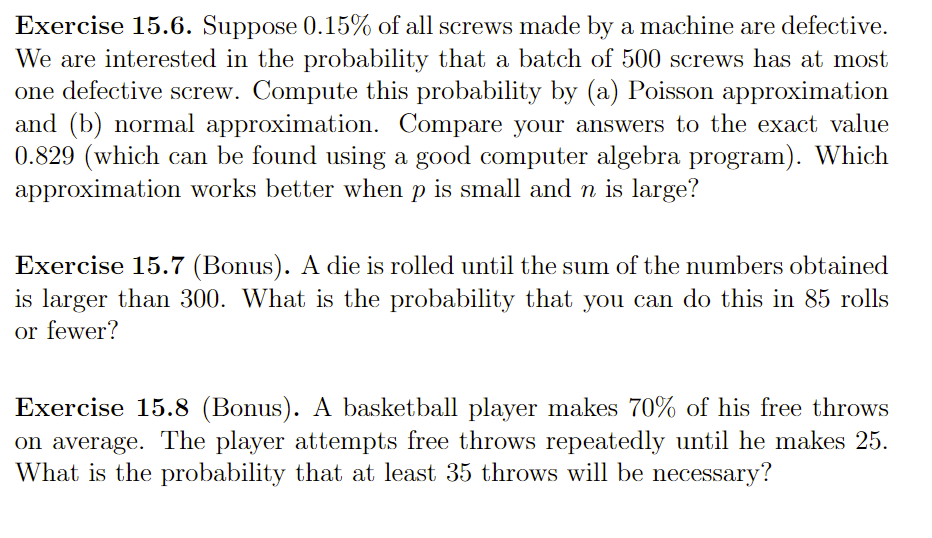 Exercise 15.6. Suppose 0.15% of all screws made by a machine are defective.
We are interested in the probability that a batch of 500 screws has at most
one defective screw. Compute this probability by (a) Poisson approximation
and (b) normal approximation. Compare your answers to the exact value
0.829 (which can be found using a good computer algebra program). Which
approximation works better when p is small and n is large?
Exercise 15.7 (Bonus). A die is rolled until the sum of the numbers obtained
is larger than 300. What is the probability that you can do this in 85 rolls
or fewer?
Exercise 15.8 (Bonus). A basketball player makes 70% of his free throws
on average. The player attempts free throws repeatedly until he makes 25.
What is the probability that at least 35 throws will be necessary?